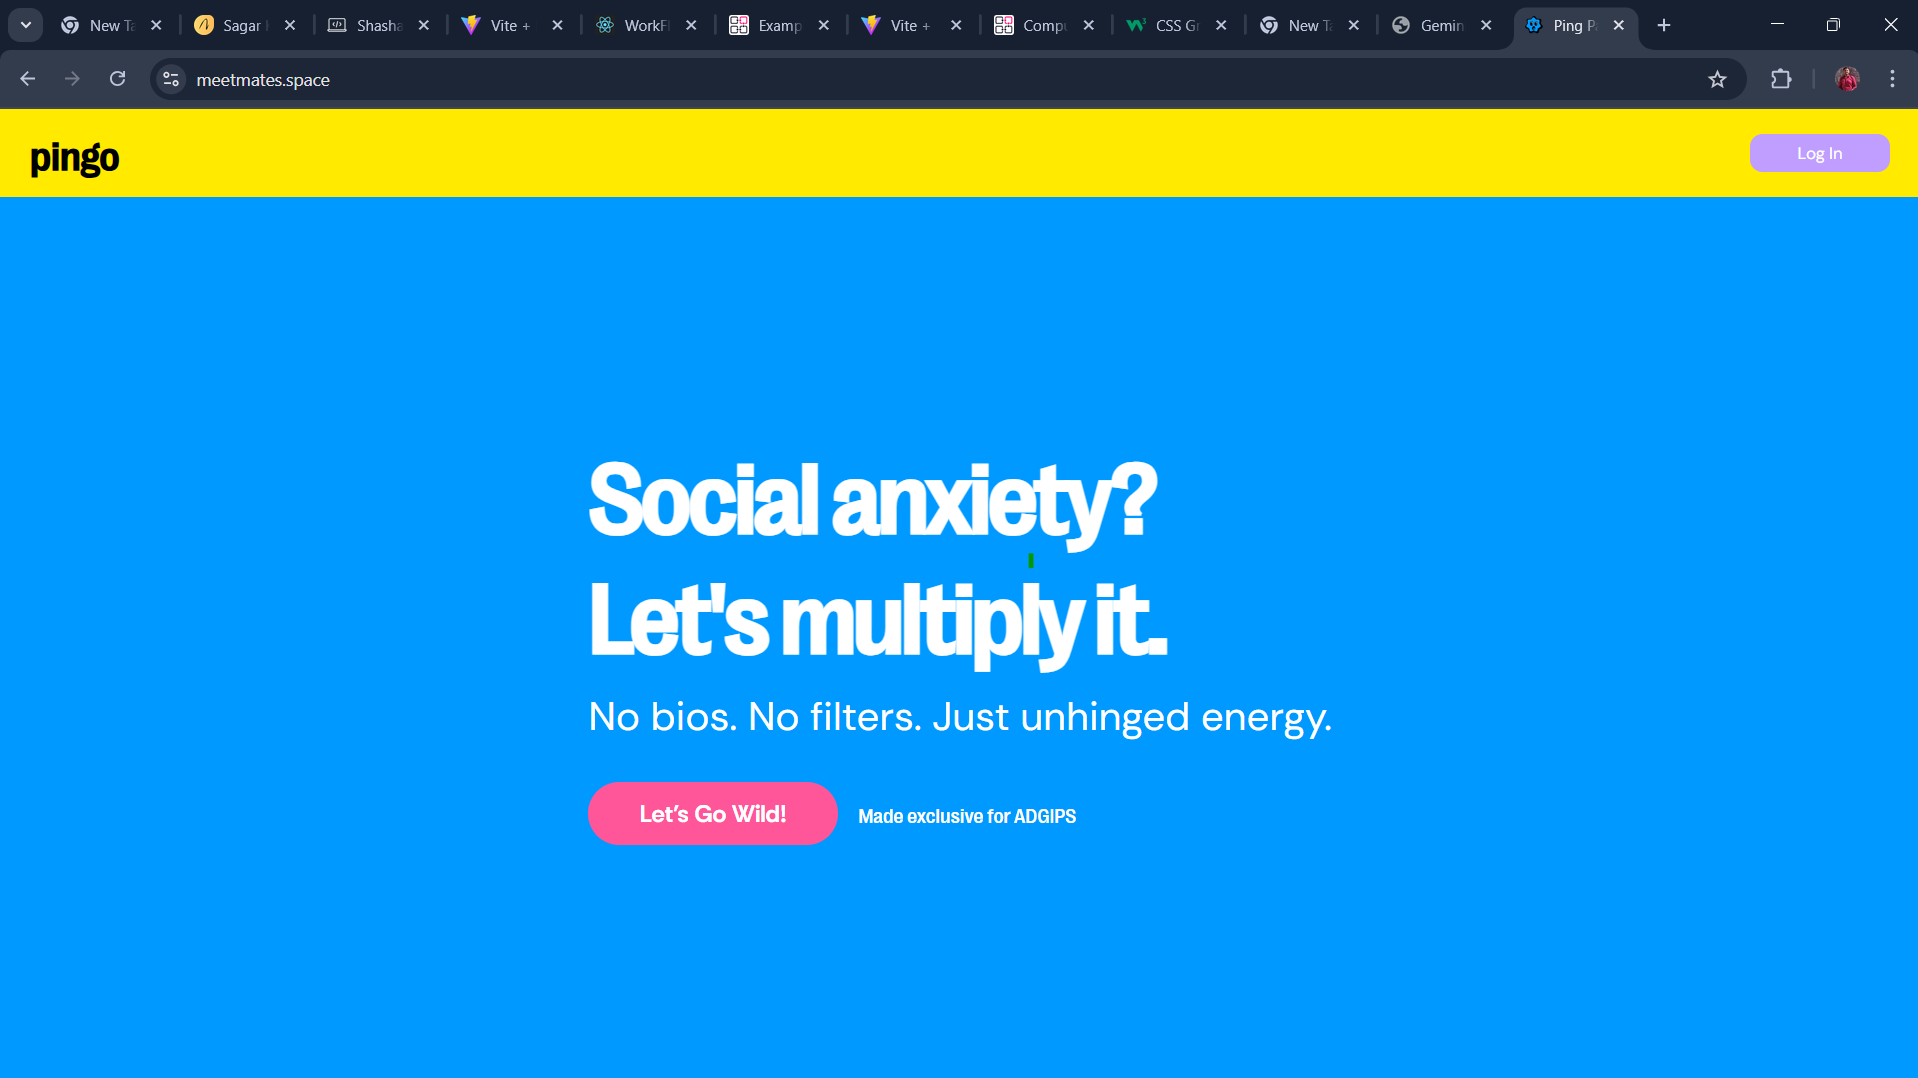 New Ta
Sagar
Shasha
Vite +
WorkFl
Examp
Vite +
Compu
CSS Gr
New Ta
Gemin
Ping Pa
meetmates.space
pingo
Log In
Social anxiety?
Let's multiply it.
No bios. No filters. Just unhinged energy.
Let's Go Wild!
Made exclusive for ADGIPS